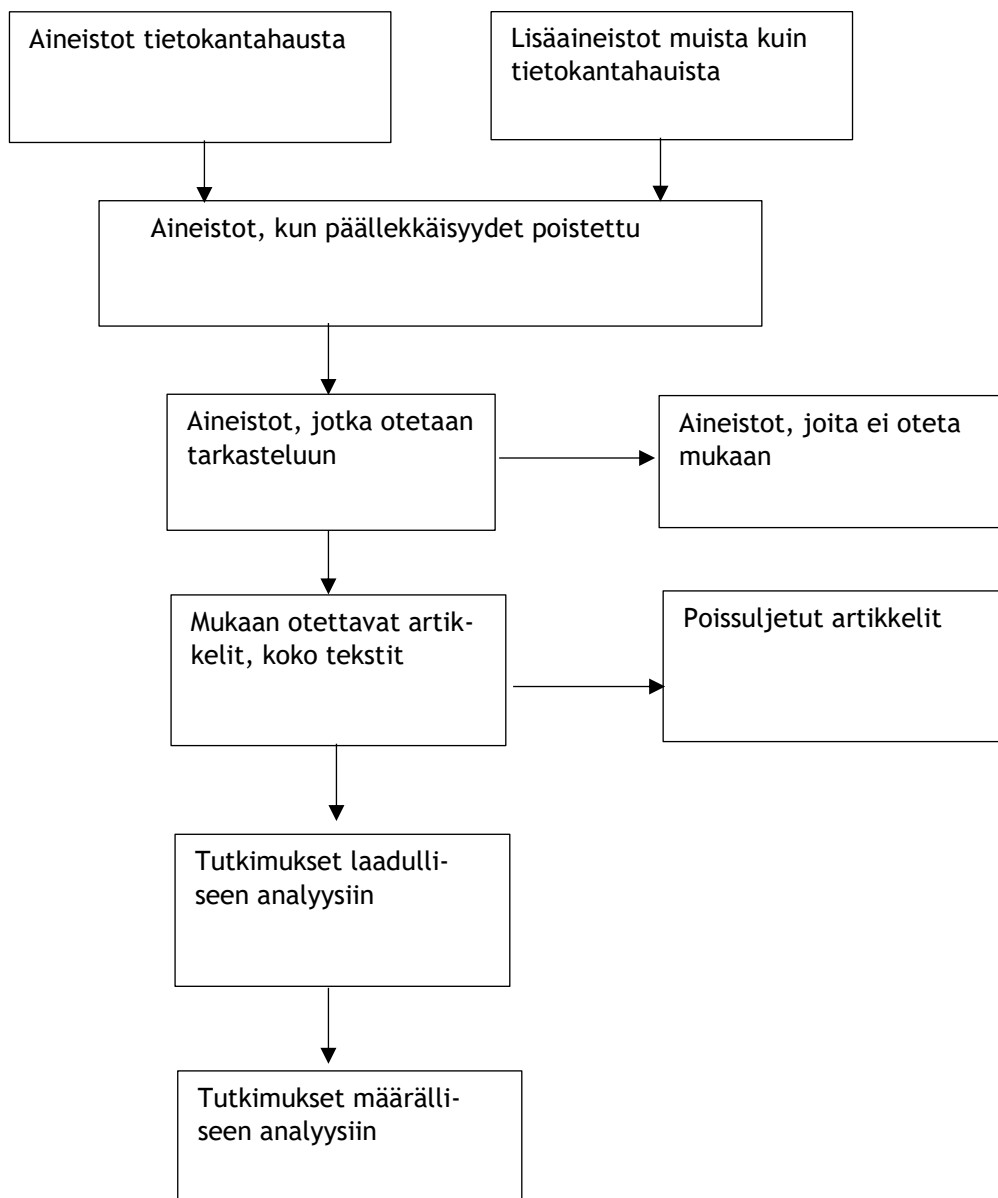 Aineistot tietokantahausta
Lisäaineistot muista kuin
tietokantahauista
Aineistot, kun päällekkäisyydet poistettu
Aineistot, jotka otetaan
tarkasteluun
Aineistot, joita ei oteta
mukaan
Mukaan otettavat artik-
kelit, koko tekstit
Poissuljetut artikkelit
Tutkimukset laadulli-
seen analyysiin
Tutkimukset määrälli-
seen analyysiin